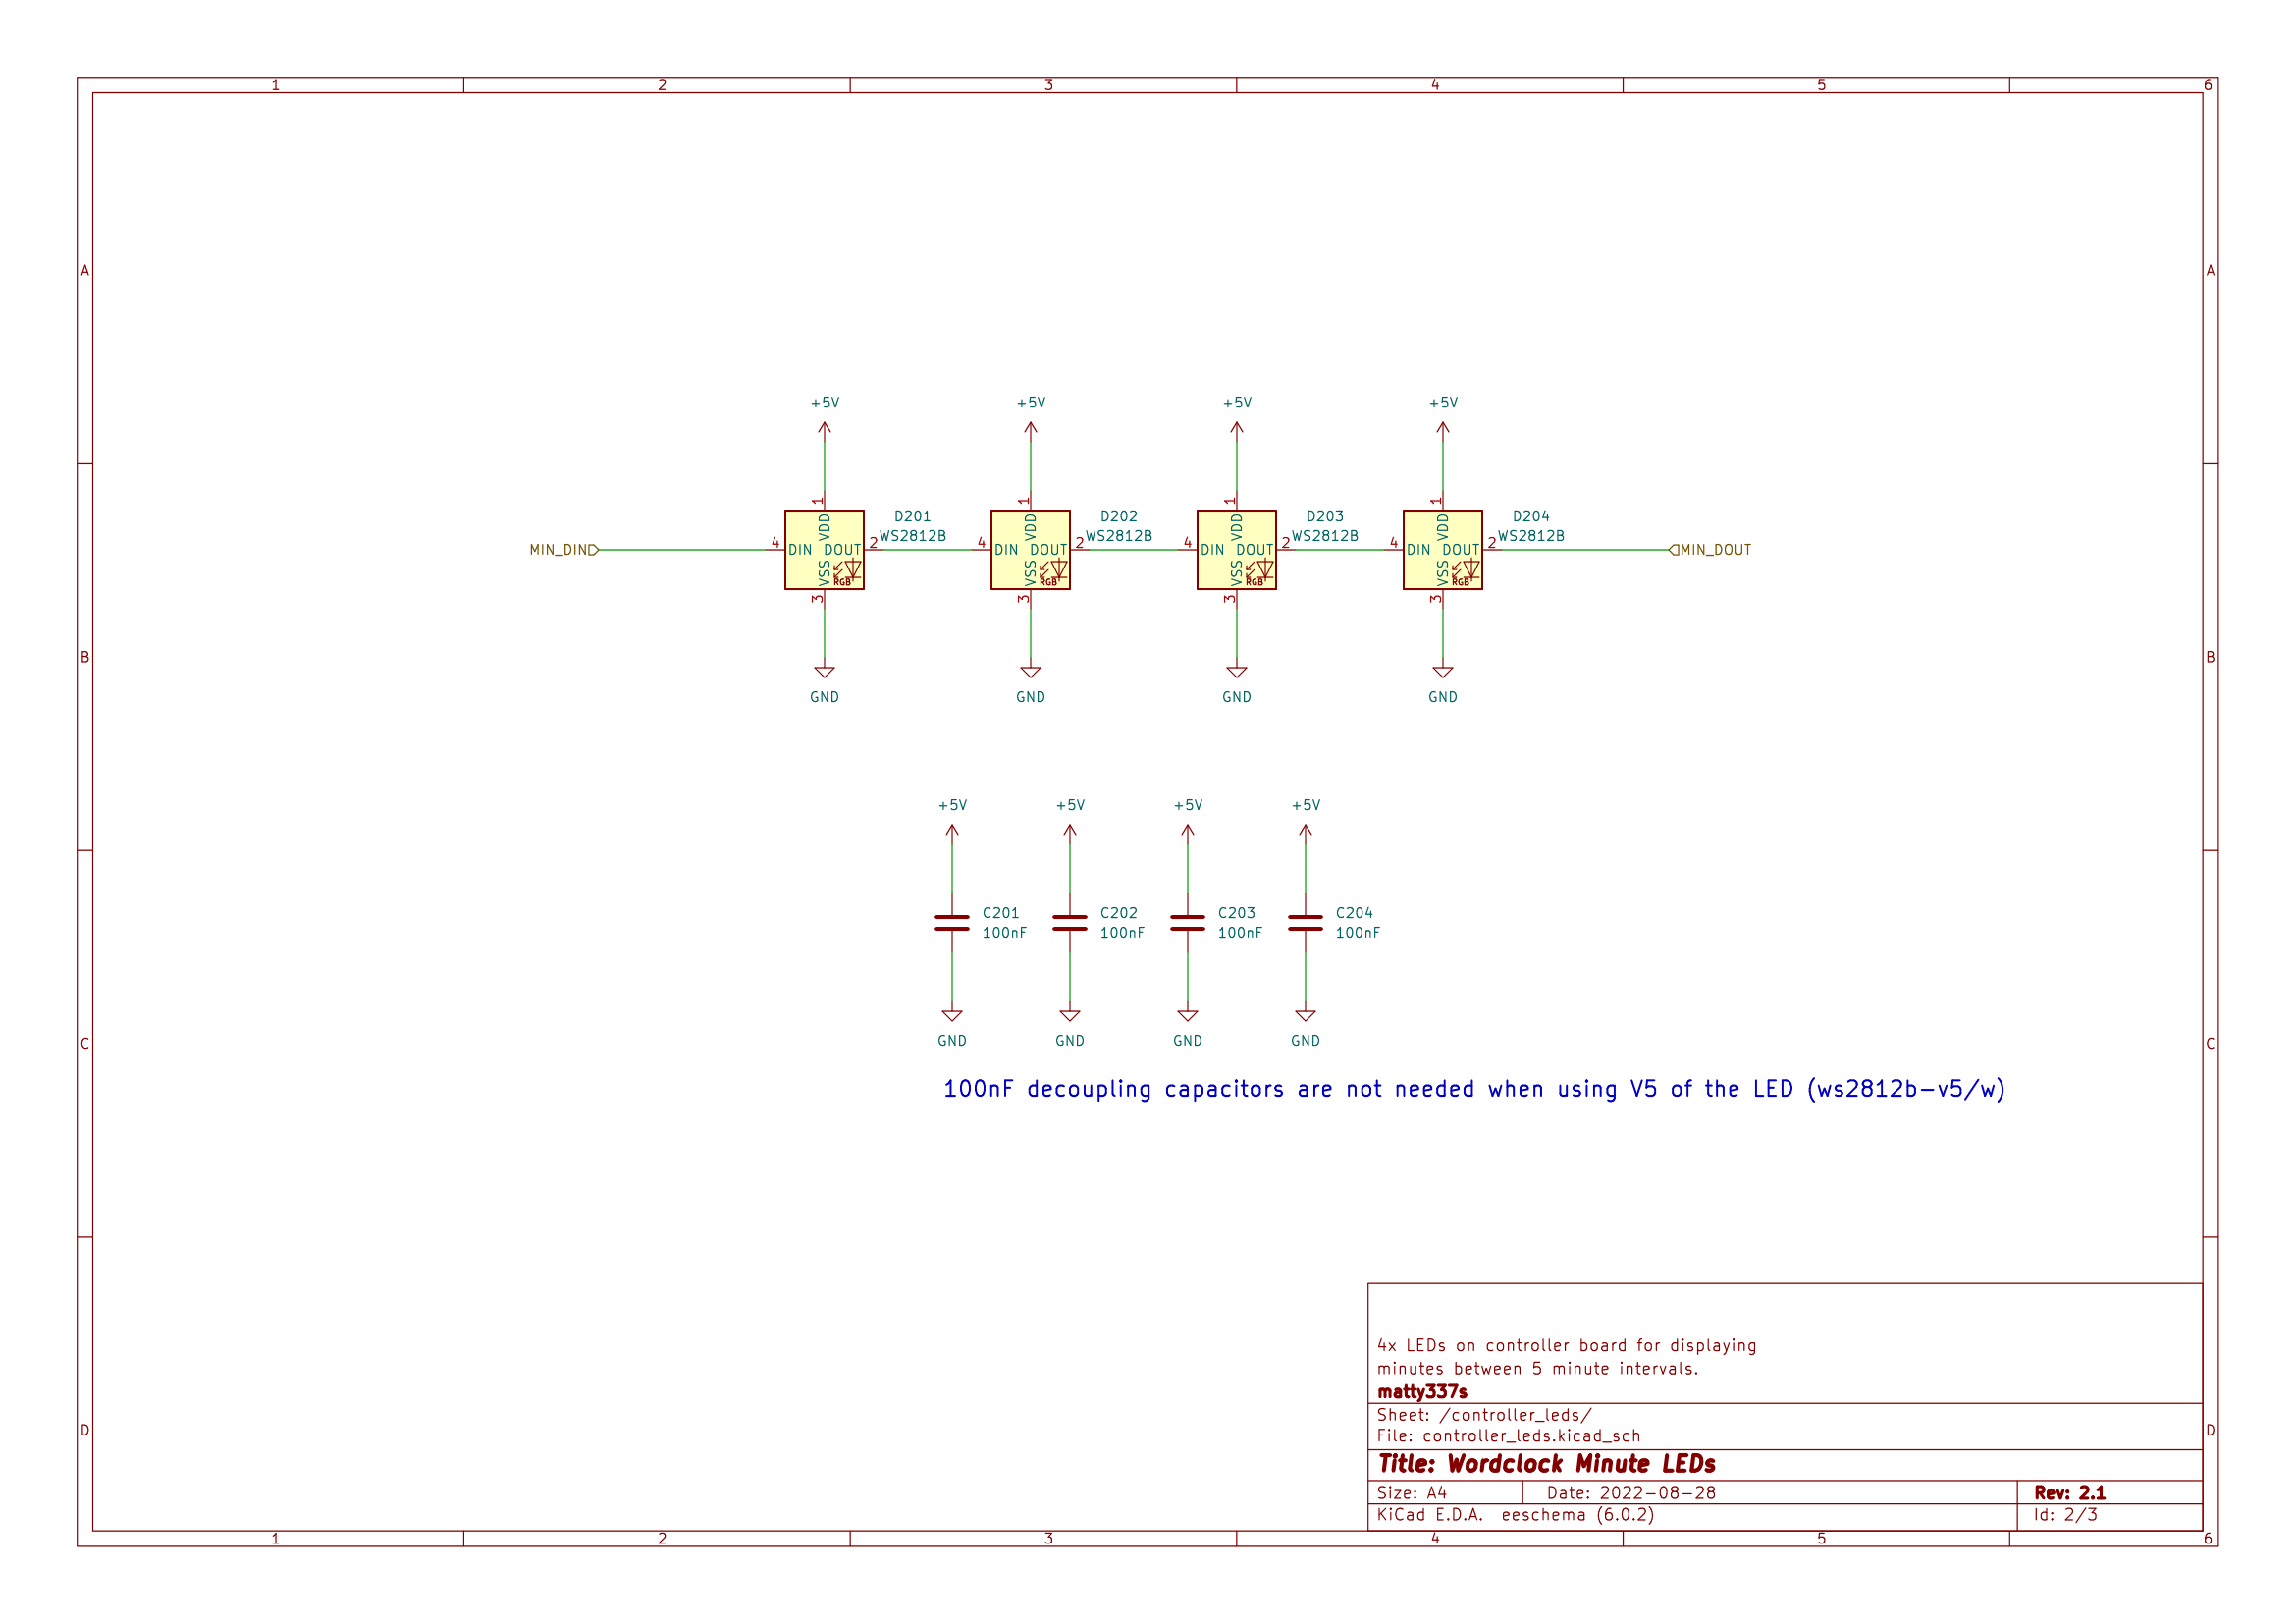 1 2 3 4 5 6
A A
+5V +5V +5V +5V
1 1 1 1
D201 D202 D203 D204
WS2812B WS2812B WS2812B WS2812B
VDD VDD VDD VDD
MIN_DIN 4 DIN DOUT 2 4 DIN DOUT 2 4 DIN DOUT 2 4 DIN DOUT 2 MIN_DOUT
VSS VSS VSS VSS
RGB RGB RGB RGB
3 3 3 3
B B
GND GND GND GND
+5V +5V +5V +5V
C201 C202 C203 C204
100nF 100nF 100nF 100nF
GND GND GND GND
C C
100nF decoupling capacitors are not needed when using V5 of the LED (ws2812b-v5/w)
4x LEDs on controller board for displaying
minutes between 5 minute intervals.
matty337s
Sheet: /controller_leds/
D D
File: controller_leds.kicad_sch
Title: Wordclock Minute LEDs
Size: A4 Date: 2022-08-28 Rev: 2.1
KiCad E.D.A. eeschema (6.0.2) Id: 2/3
1 2 3 4 5 6